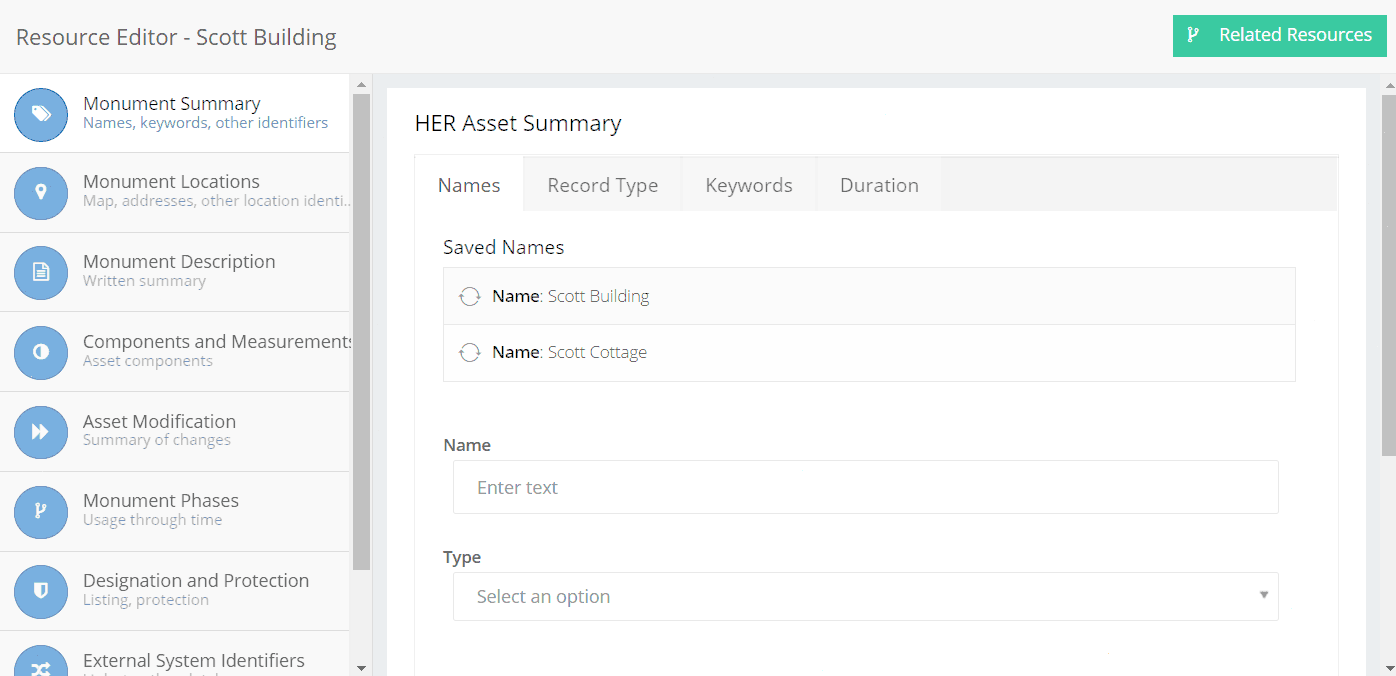 Resource Editor - Scott Building
Related Resources
Monument Summary
Names, keywords, other identifiers
Monument Locations
Map, addresses, other location identi...
Monument Description
Written summary
Components and Measurements
Asset components
Asset Modification
Summary of changes
Monument Phases
Usage through time
Designation and Protection
Listing, protection
External System Identifiers
HER Asset Summary
Names Record Type Keywords Duration
Saved Names
Name: Scott Building
Name: Scott Cottage
Name
Enter text
Type
Select an option